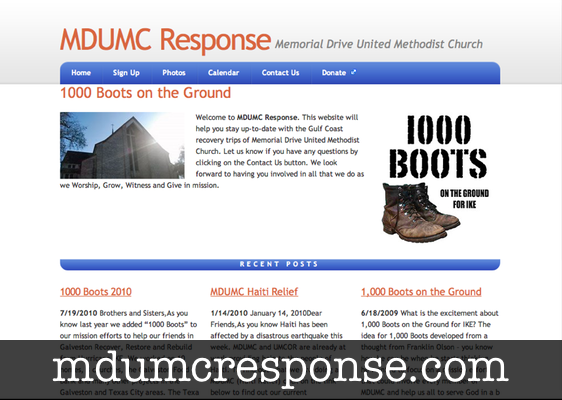 MDUMC Response Memorial Drive United Methodist Church
Home Sign Up Photos Calendar Contact Us Donate
1000 Boots on the Ground
Welcome to MDUMC Response. This website will
help you stay up-to-date with the Gulf Coast
recovery trips of Memorial Drive United Methodist
Church. Let us know if you have any questions by
clicking on the Contact Us button. We look
forward to having you involved in all that we do as
we Worship, Grow, Witness and Give in mission.
1000
BOOTS
ON THE GROUND
FOR IKE
RECENT POSTS
1000 Boots 2010
7/19/2010 Brothers and Sisters,As you
know last year we added "1000 Boots" to
our mission efforts to help our friends in
Galveston Recover, Restore and Rebuild
Galveston and Texas City areas. The Texa
MDUMC Haiti Relief
1/14/2010 January 14, 2010Dear
Friends,As you know Haiti has been
affected by a disastrous earthquake this
week. MDUMC and UMCOR are already at
below to find out our current
1,000 Boots on the Ground
6/18/2009 What is the excitement about
1,000 Boots on the Ground for IKE? The
idea for 1,000 Boots developed from a
thought from Franklin Olson - you know
MDUMC and help us all to serve God in a b
mdumcresponse.com